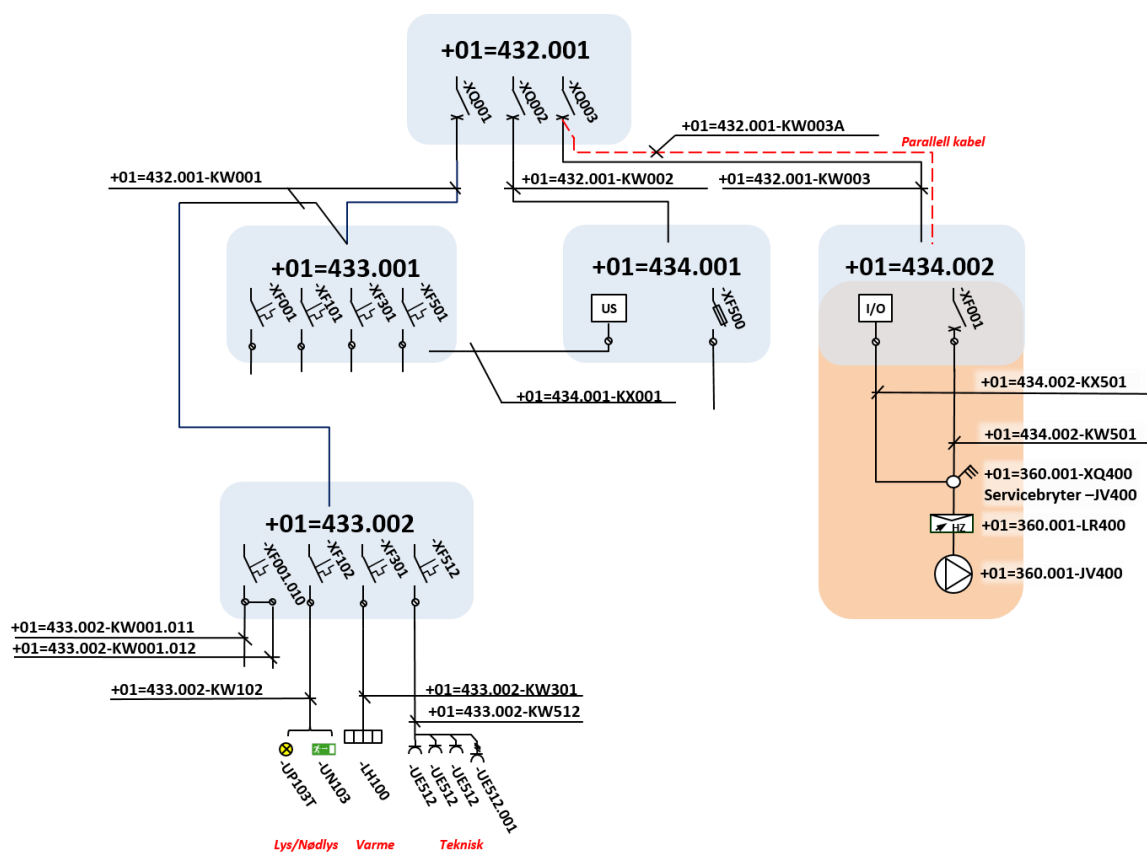 +01=432.001
-XQ001
-XQ002
-XQ003
+01=432.001-KW003A
Parallell kabel
+01=432.001-KW001
+01=432.001-KW002
+01=432.001-KW003
+01=433.001
-XF001
-XF101
-XF301
-XF501
+01=434.001
US
-XF500
+01=434.002
I/O
-XF001
+01=434.001-KX001
+01=434.002-KX501
+01=434.002-KW501
+01=360.001-XQ400
Servicebryter –JV400
HZ
+01=360.001-LR400
+01=360.001-JV400
+01=433.002
-XF001.010
-XF102
-XF301
-XF512
+01=433.002-KW001.011
+01=433.002-KW001.012
+01=433.002-KW102
+01=433.002-KW301
+01=433.002-KW512
-UP103T
-UN103
-LH100
-UE512
-UE512
-UE512
-UE512.001
Lys/Nødlys
Varme
Teknisk